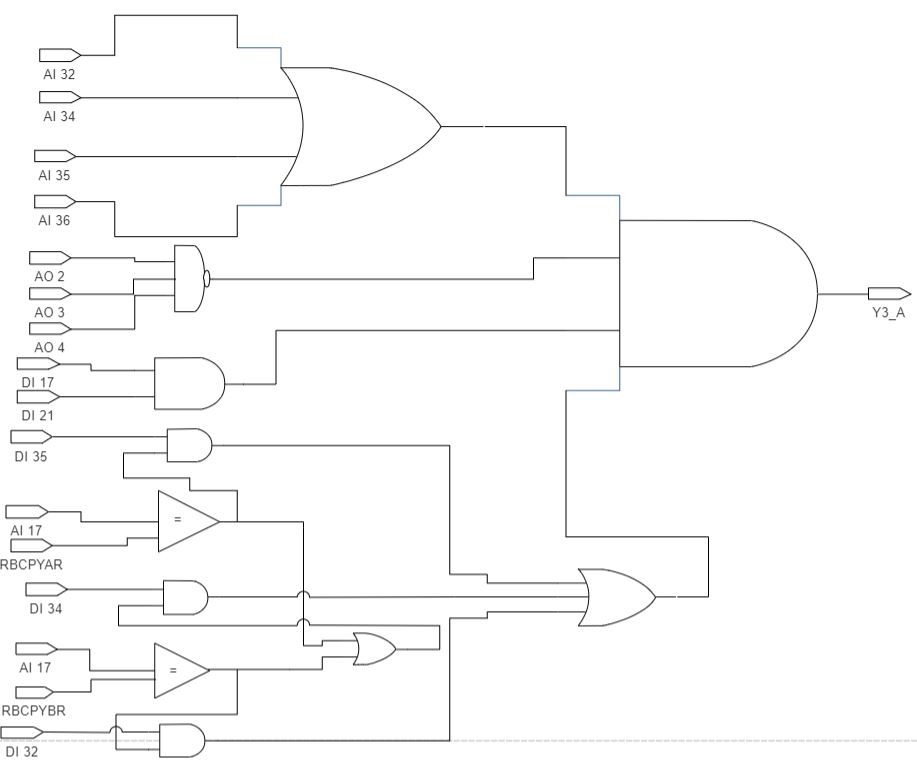 AI 32
AI 34
AI 35
AI 36
AO 2
AO 3
Y3_A
AO 4
DI 17
DI 21
DI 35
=
AI 17
RBCPYAR
DI 34
AI 17
=
RBCPYBR
DI 32